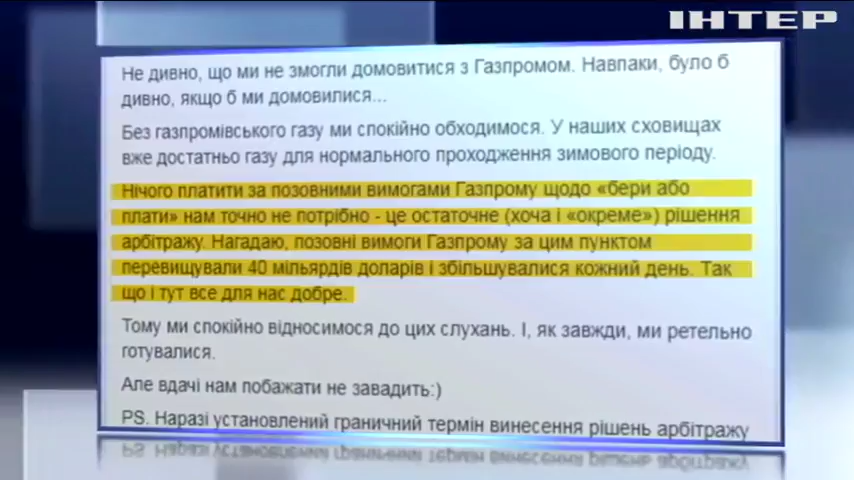 ІНТЕР
Не дивно, що ми не змогли домовитися з Газпромом. Навпаки, було б
дивно, якщо б ми домовилися...
Без газпромівського газу ми спокійно обходимося. У наших сховищах
вже достатньо газу для нормального проходження зимового періоду.
Нічого платити за позовними вимогами Газпрому щодо «бери або
плати» нам точно не потрібно - це остаточне (хоча і «окреме») рішення
арбітражу. Нагадаю, позовні вимоги Газпрому за цим пунктом
перевищували 40 мільярдів доларів і збільшувалися кожний день. Так
що і тут все для нас добре.
Тому ми спокійно відносимося до цих слухань. І, як завжди, ми ретельно
готувалися.
Але вдачі нам побажати не завадить:)
PS. Наразі установлений граничний термін винесення рішень арбітражу